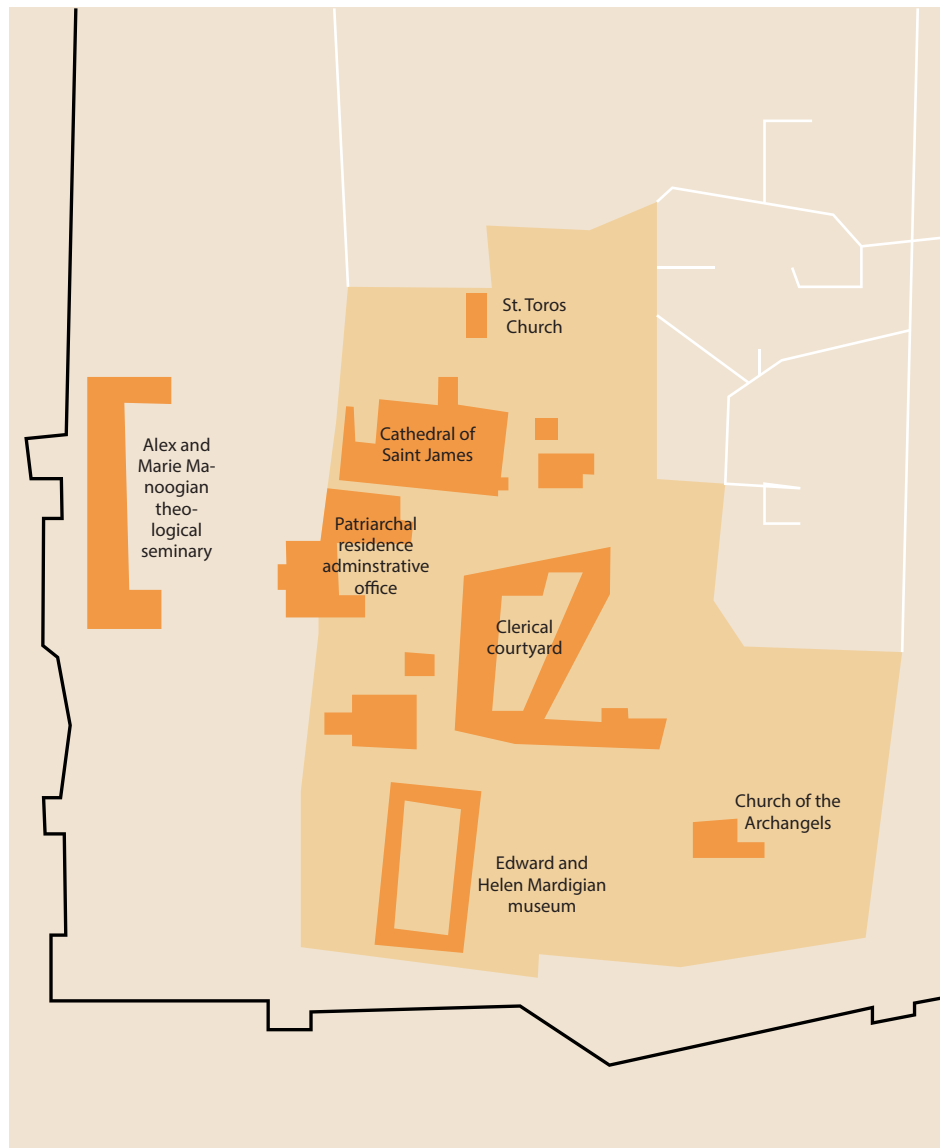 St. Toros
Church
Cathedral of
Saint James
Alex and
Marie Ma-
noogian
theo-
logical
seminary
Patriarchal
residence
adminstrative
office
Clerical
courtyard
Church of the
Archangels
Edward and
Helen Mardigian
museum